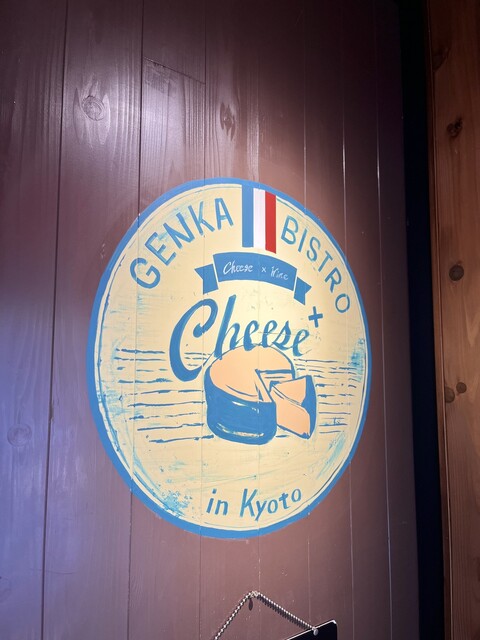 GENKA BISTRO
Cheese x Wine
Cheese+
in Kyoto